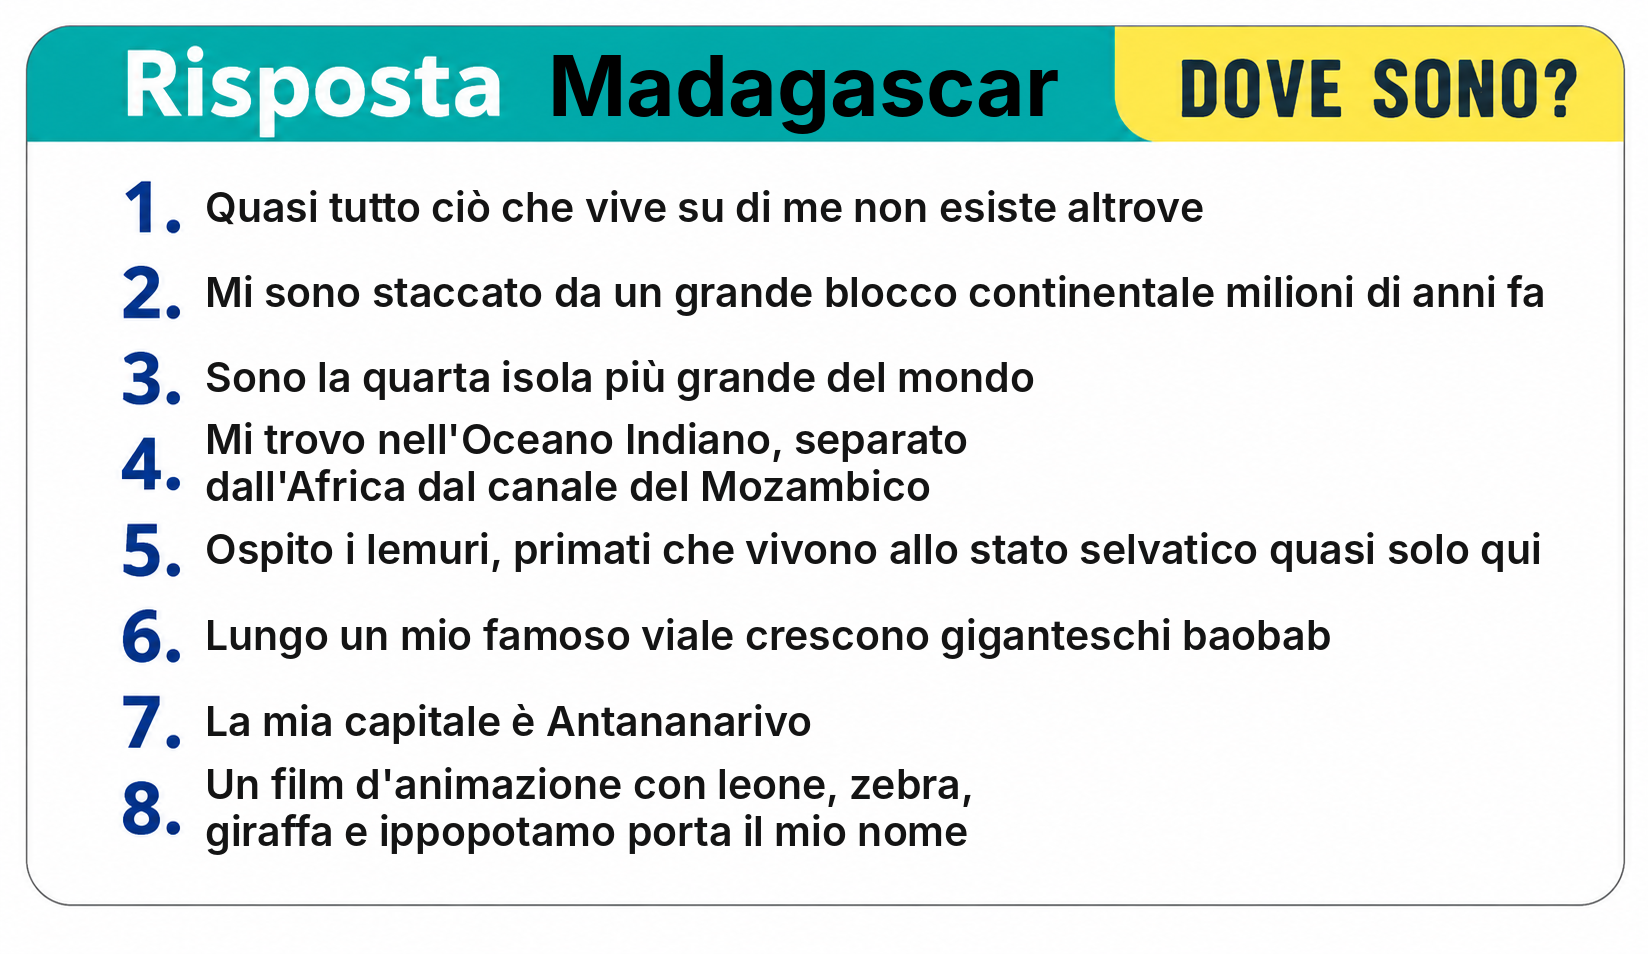 Risposta Madagascar DOVE SONO?
1. Quasi tutto ciò che vive su di me non esiste altrove
2. Mi sono staccato da un grande blocco continentale milioni di anni fa
3. Sono la quarta isola più grande del mondo
4. Mi trovo nell'Oceano Indiano, separato
dall'Africa dal canale del Mozambico
5. Ospito i lemuri, primati che vivono allo stato selvatico quasi solo qui
6. Lungo un mio famoso viale crescono giganteschi baobab
7. La mia capitale è Antananarivo
8. Un film d'animazione con leone, zebra,
giraffa e ippopotamo porta il mio nome